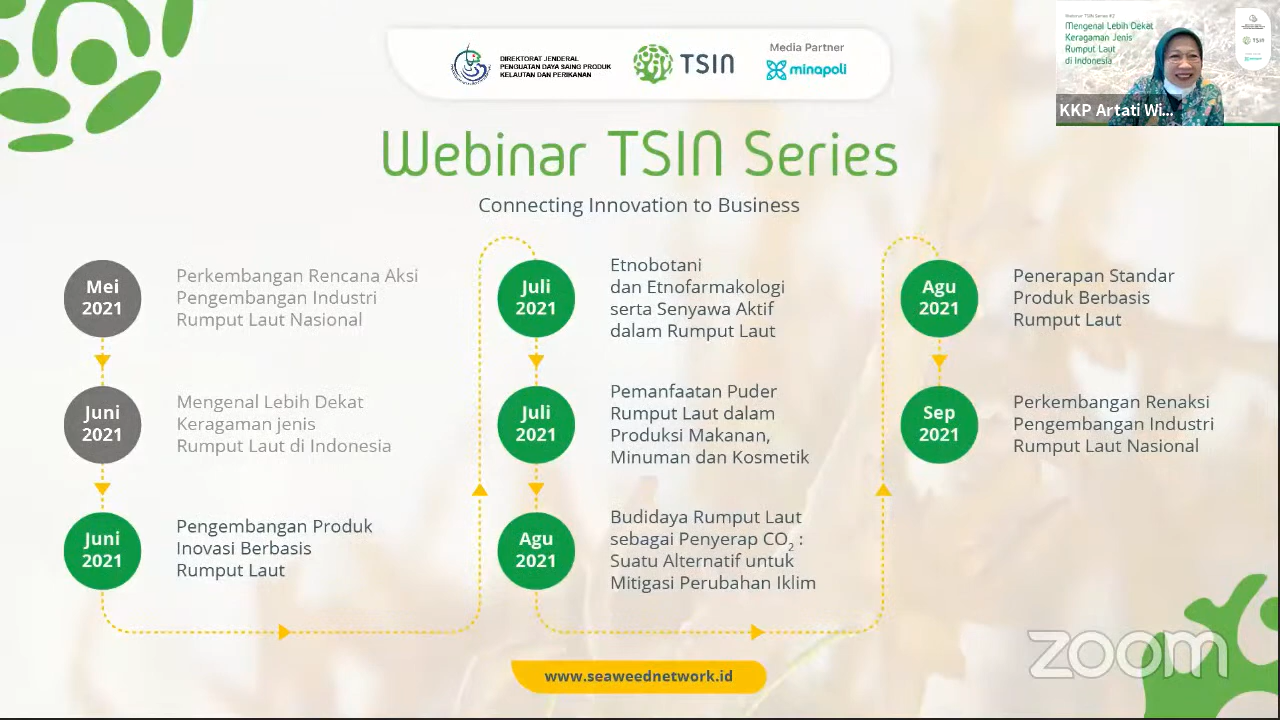 DIREKTORAT JENDERAL
PENGUATAN DAYA SAING PRODUK
KELAUTAN DAN PERIKANAN
TSIN
Media Partner
minapoli
Webinar TSIN Series #2
Mengenal Lebih Dekat
Keragaman Jenis
Rumput Laut
di Indonesia
TSIN
KKP Artati Wi...
Webinar TSIN Series
Connecting Innovation to Business
Mei
2021
Perkembangan Rencana Aksi
Pengembangan Industri
Rumput Laut Nasional
Juni
2021
Mengenal Lebih Dekat
Keragaman jenis
Rumput Laut di Indonesia
Juni
2021
Pengembangan Produk
Inovasi Berbasis
Rumput Laut
Juli
2021
Etnobotani
dan Etnofarmakologi
serta Senyawa Aktif
dalam Rumput Laut
Juli
2021
Pemanfaatan Puder
Rumput Laut dalam
Produksi Makanan,
Minuman dan Kosmetik
Agu
2021
Budidaya Rumput Laut
sebagai Penyerap CO₂ :
Suatu Alternatif untuk
Mitigasi Perubahan Iklim
Agu
2021
Penerapan Standar
Produk Berbasis
Rumput Laut
Sep
2021
Perkembangan Renaksi
Pengembangan Industri
Rumput Laut Nasional
www.seaweednetwork.id
zoom